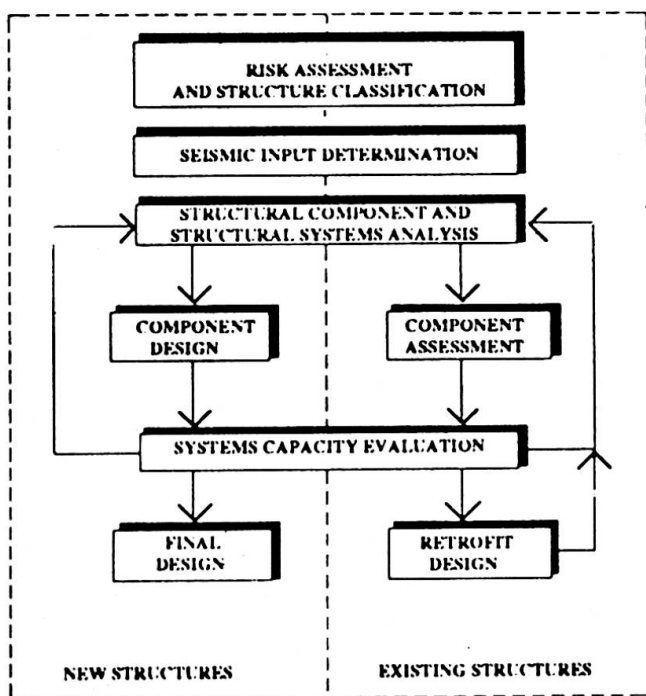 RISK ASSESSMENT
AND STRUCTURE CLASSIFICATION
SEISMIC INPUT DETERMINATION
STRUCTURAL COMPONENT AND
STRUCTURAL SYSTEMS ANALYSIS
COMPONENT
DESIGN
COMPONENT
ASSESSMENT
SYSTEMS CAPACITY EVALUATION
FINAL
DESIGN
RETROFIT
DESIGN
NEW STRUCTURES
EXISTING STRUCTURES